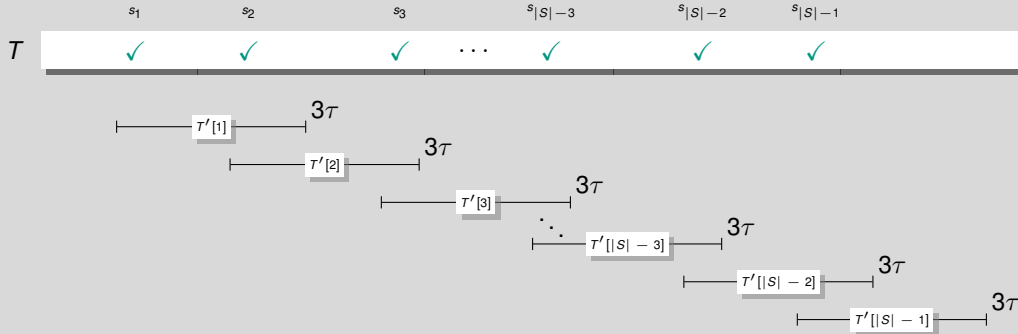 s1 s2 s3 s|S|−3 s|S|−2 s|S|−1
T ✓ ✓ ✓ ··· ✓ ✓ ✓
T′[1] 3τ
T′[2] 3τ
T′[3] 3τ
⋱
T′[|S| − 3] 3τ
T′[|S| − 2] 3τ
T′[|S| − 1] 3τ